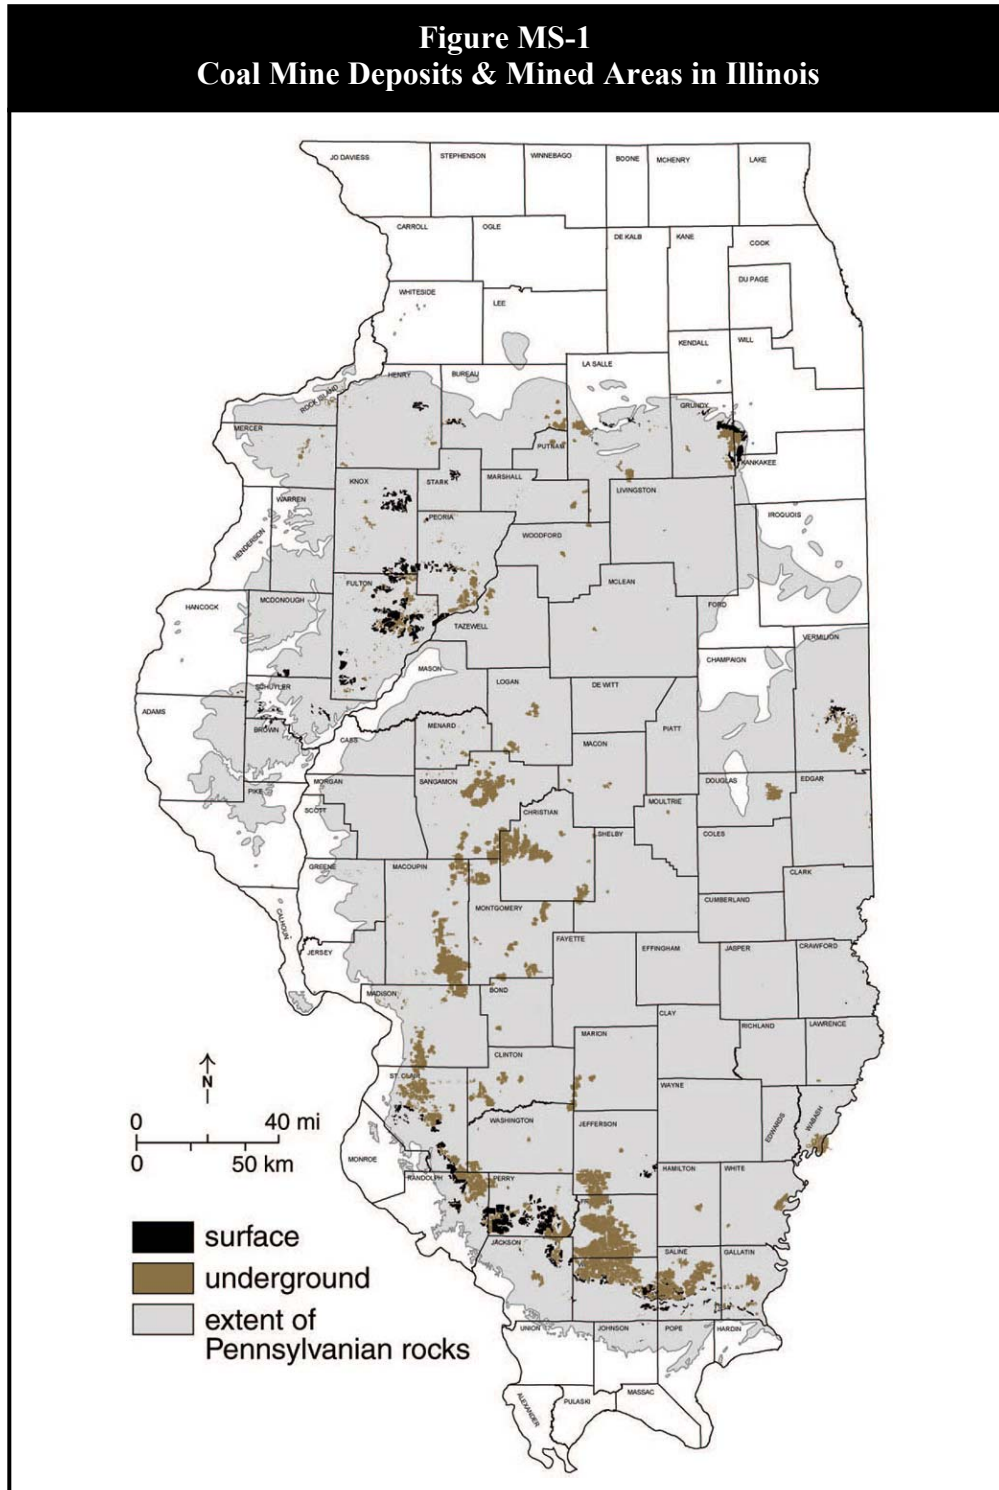 Figure MS-1
Coal Mine Deposits & Mined Areas in Illinois
JO DAVIESS
STEPHENSON
WINNEBAGO
BOONE
MCHENRY
LAKE
CARROLL
OGLE
DE KALB
KANE
COOK
DU PAGE
WHITESIDE
LEE
KENDALL
WILL
LA SALLE
HENRY
BUREAU
ROCK ISLAND
GRUNDY
MERCER
PUTNAM
KANKAKEE
KNOX
STARK
MARSHALL
LIVINGSTON
WARREN
PEORIA
IROQUOIS
HENDERSON
WOODFORD
FULTON
MCLEAN
HANCOCK
MCDONOUGH
FORD
TAZEWELL
VERMILION
MASON
CHAMPAIGN
SCHUYLER
LOGAN
DE WITT
ADAMS
BROWN
CASS
MENARD
PIATT
MACON
MORGAN
SANGAMON
DOUGLAS
EDGAR
PIKE
SCOTT
CHRISTIAN
MOULTRIE
SHELBY
COLES
GREENE
MACOUPIN
CLARK
CUMBERLAND
CALHOUN
MONTGOMERY
JERSEY
FAYETTE
EFFINGHAM
JASPER
CRAWFORD
MADISON
BOND
CLAY
RICHLAND
LAWRENCE
MARION
CLINTON
ST. CLAIR
WAYNE
EDWARDS
WABASH
WASHINGTON
JEFFERSON
MONROE
RANDOLPH
PERRY
HAMILTON
WHITE
JACKSON
SALINE
GALLATIN
UNION
JOHNSON
POPE
HARDIN
ALEXANDER
PULASKI
MASSAC
N
0 40 mi
0 50 km
surface
underground
extent of
Pennsylvanian rocks